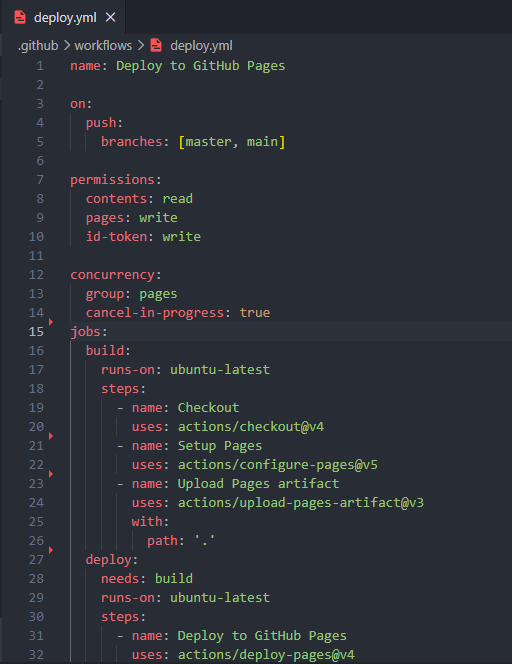 deploy.yml ×
.github > workflows > deploy.yml
1 name: Deploy to GitHub Pages
2
3 on:
4   push:
5     branches: [master, main]
6
7 permissions:
8   contents: read
9   pages: write
10   id-token: write
11
12 concurrency:
13   group: pages
14   cancel-in-progress: true
15 jobs:
16   build:
17     runs-on: ubuntu-latest
18     steps:
19       - name: Checkout
20         uses: actions/checkout@v4
21       - name: Setup Pages
22         uses: actions/configure-pages@v5
23       - name: Upload Pages artifact
24         uses: actions/upload-pages-artifact@v3
25         with:
26           path: '.'
27   deploy:
28     needs: build
29     runs-on: ubuntu-latest
30     steps:
31       - name: Deploy to GitHub Pages
32         uses: actions/deploy-pages@v4